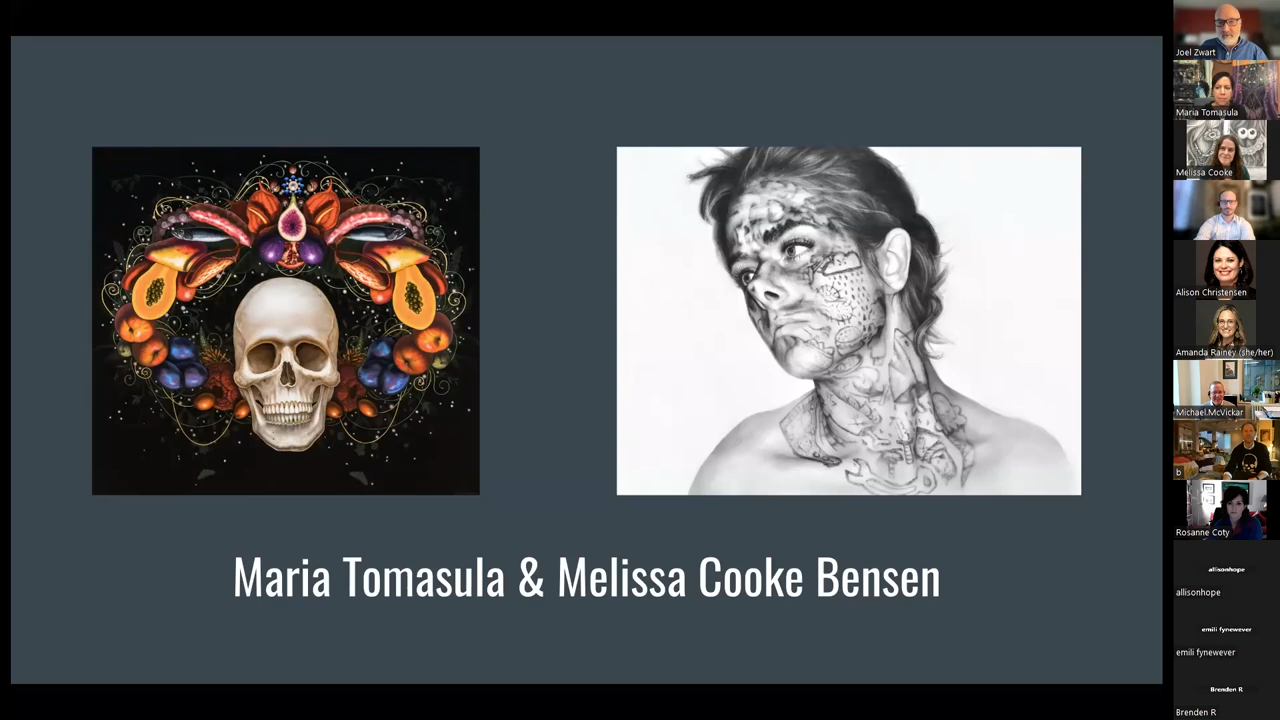 Maria Tomasula & Melissa Cooke Bensen
Joel Zwart
Maria Tomasula
Melissa Cooke
Alison Christensen
Amanda Rainey (she/her)
Michael.McVickar
b
Rosanne Coty
allisonhope
allisonhope
emili fynewever
emili fynewever
Brenden R
Brenden R